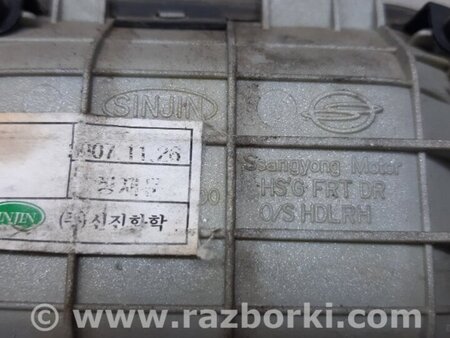 SINJIN
Ssangyong Motor
HS'G FRT DR
O/S HDL RH
007.11.26
SINJIN
(주)신진화학
www.razborki.com